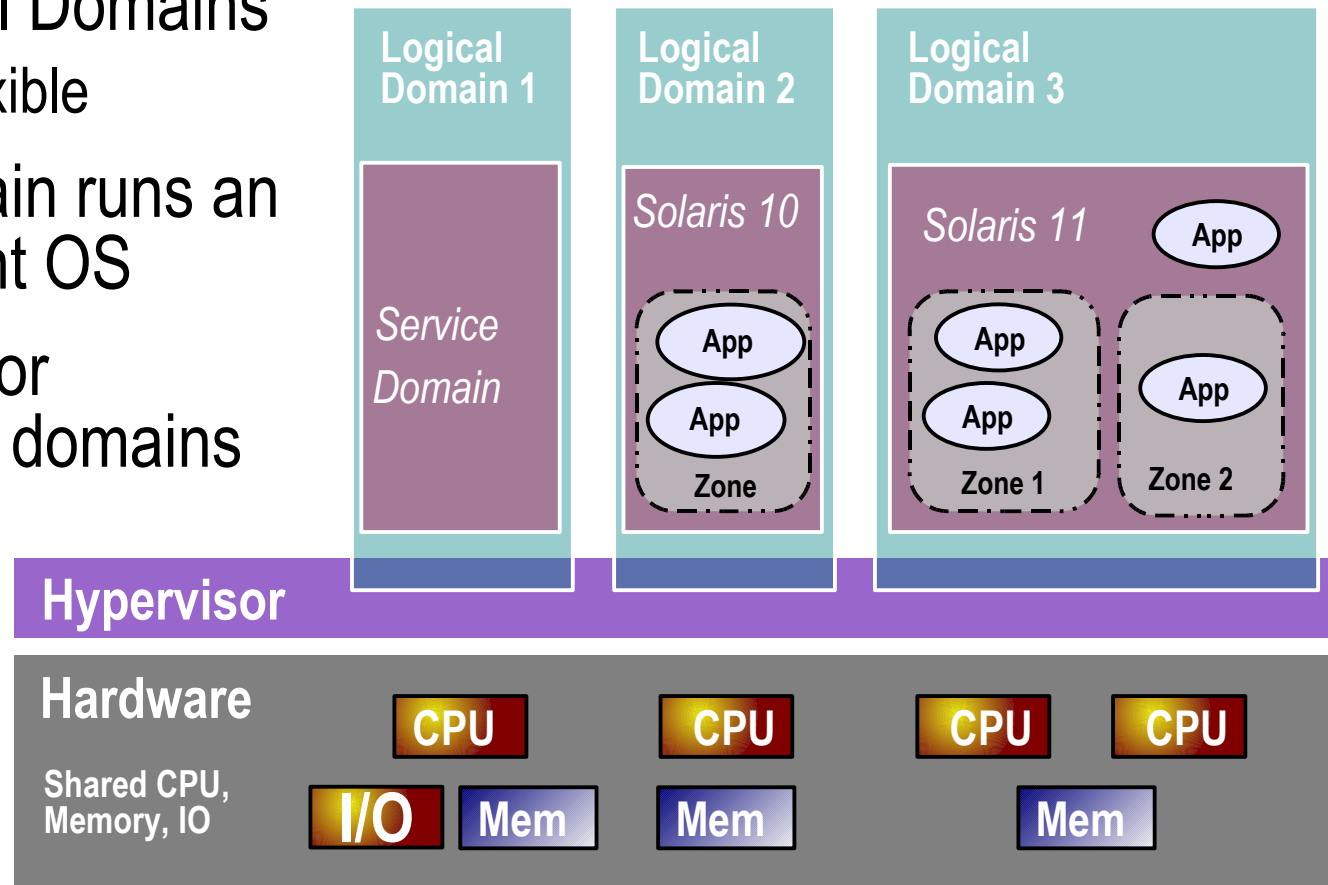 l Domains
xible
ain runs an
nt OS
or
domains
Logical
Domain 1
Service
Domain
Logical
Domain 2
Solaris 10
App
App
Zone
Logical
Domain 3
Solaris 11
App
App
App
Zone 1
App
Zone 2
Hypervisor
Hardware
Shared CPU,
Memory, IO
CPU
CPU
CPU
CPU
I/O
Mem
Mem
Mem